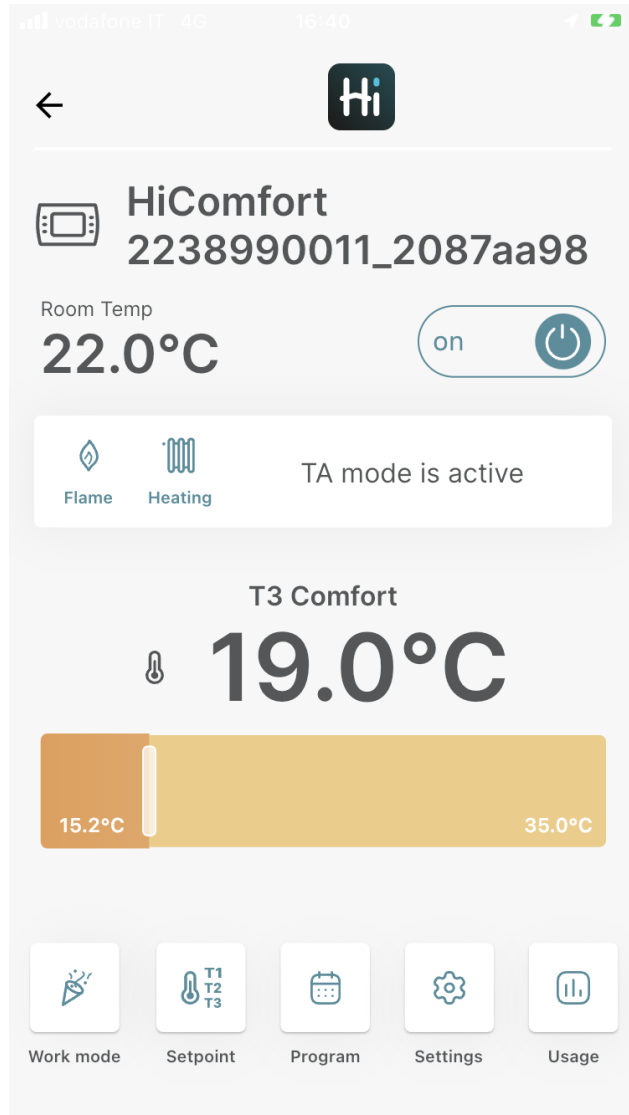 vodafone IT 4G 16:40
Hi
HiComfort
2238990011_2087aa98
Room Temp
22.0°C
on
Flame Heating TA mode is active
T3 Comfort
19.0°C
15.2°C 35.0°C
T1
T2
T3
Work mode Setpoint Program Settings Usage